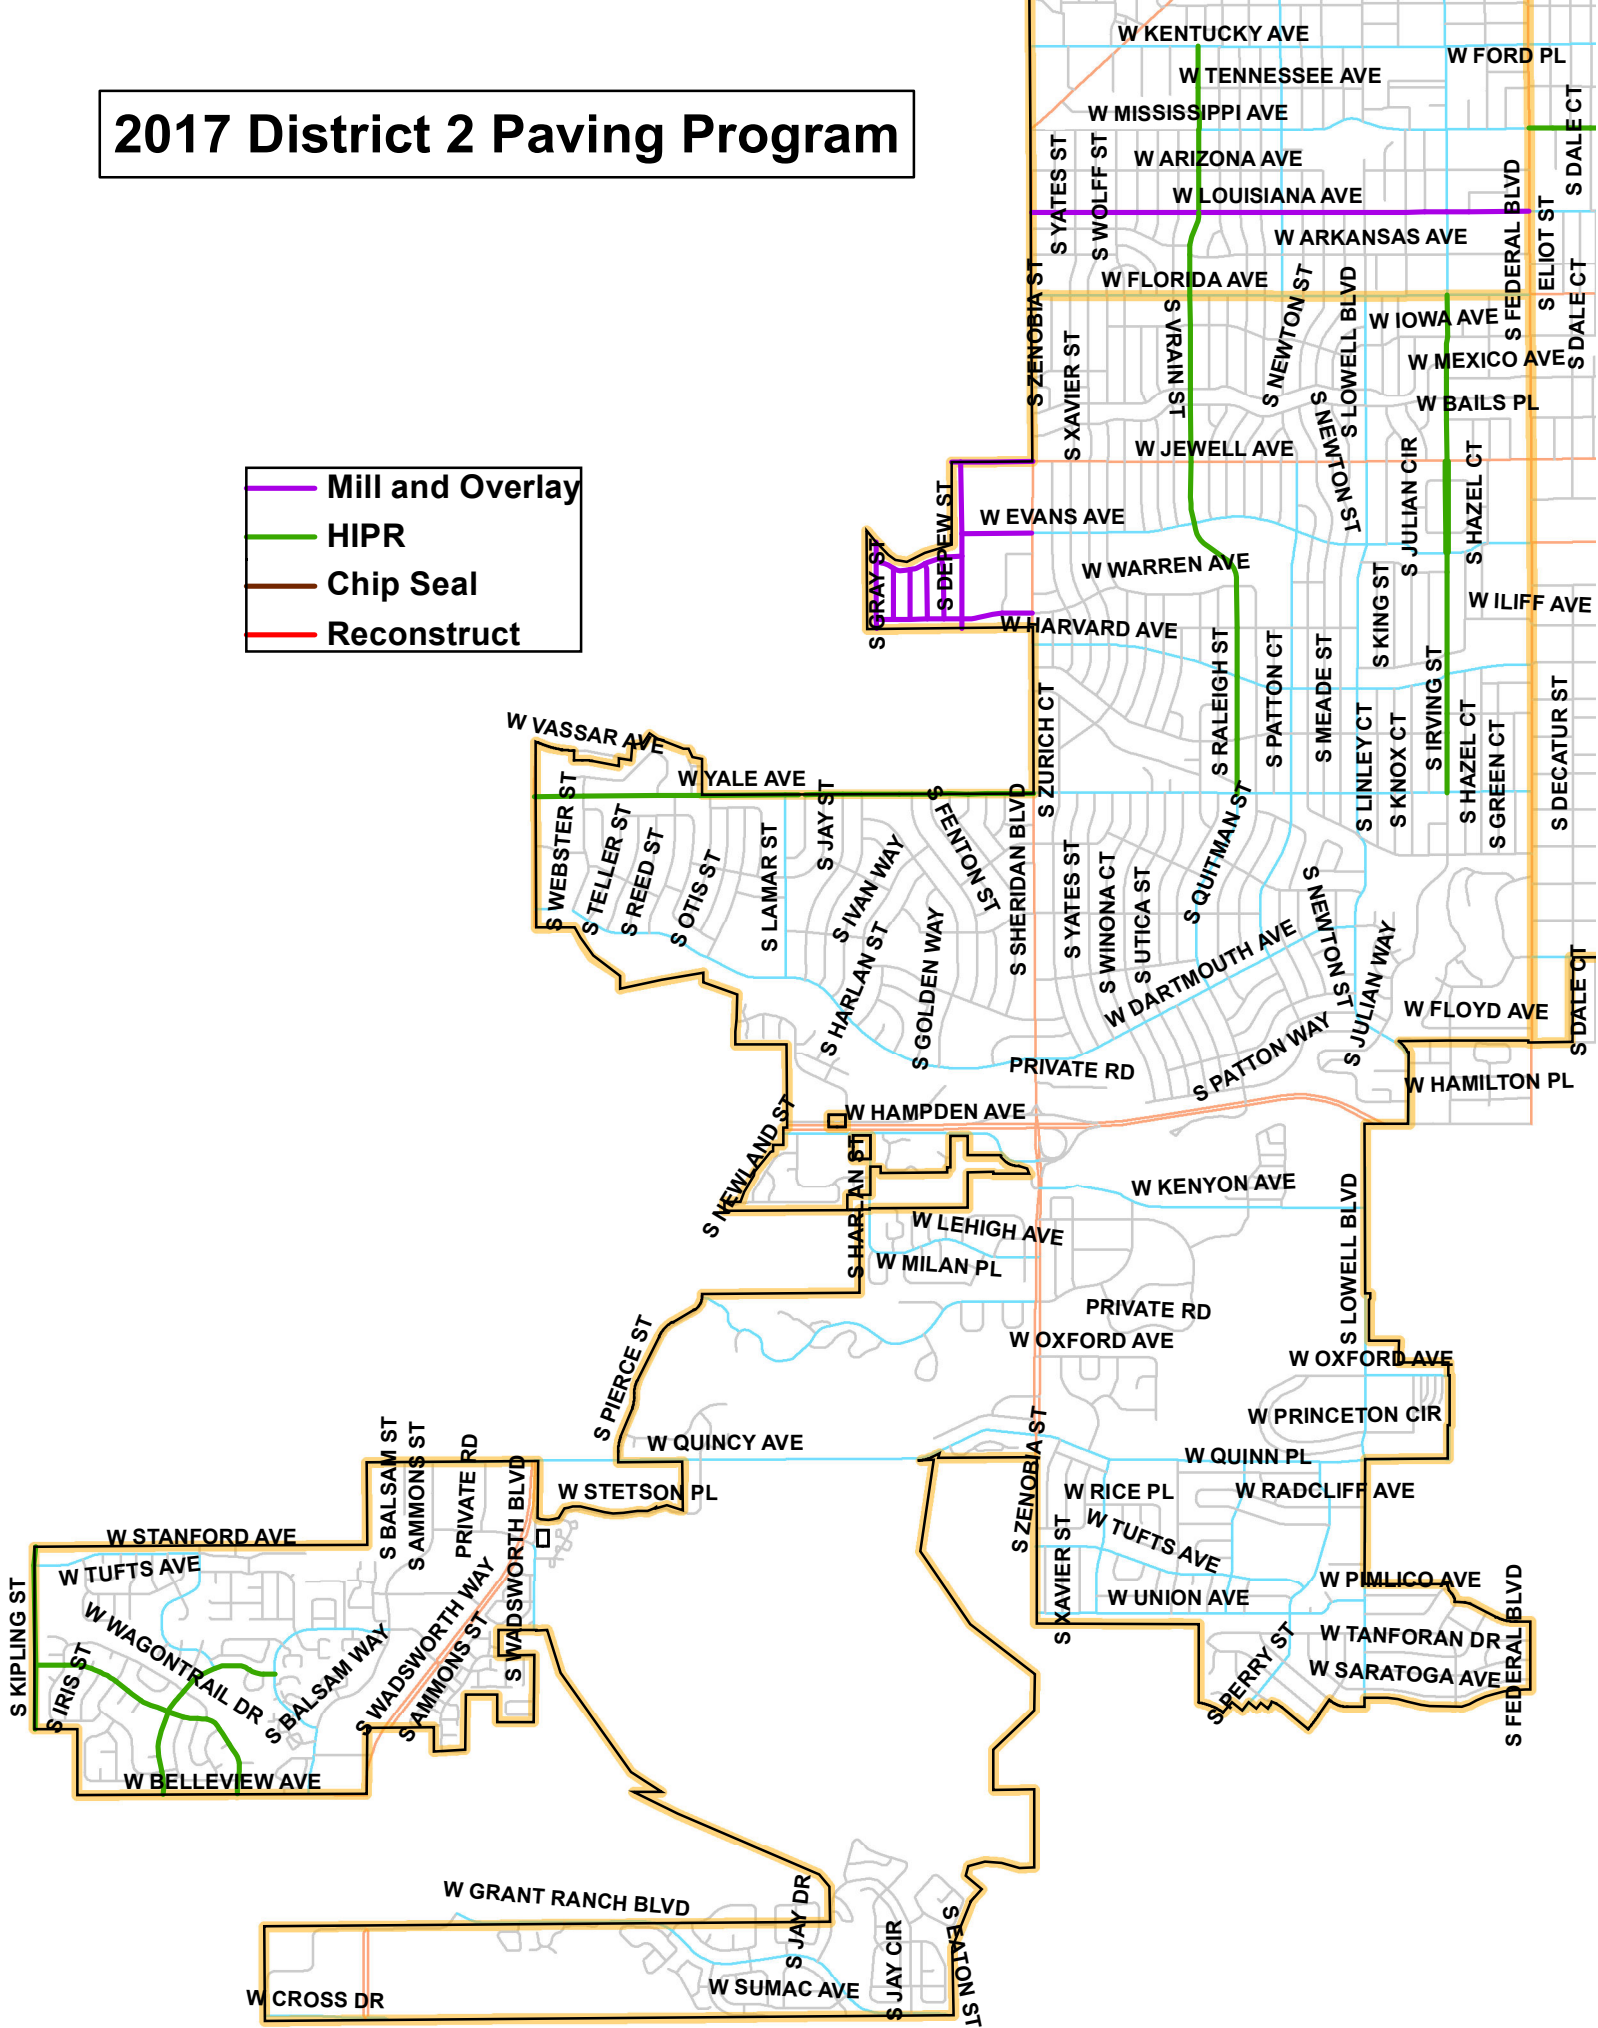 W KENTUCKY AVE
W FORD PL
W TENNESSEE AVE
S DALE CT
W MISSISSIPPI AVE
2017 District 2 Paving Program
S YATES ST
S WOLFF ST
W ARIZONA AVE
S FEDERAL BLVD
W LOUISIANA AVE
S ELIOT ST
W ARKANSAS AVE
S ZENOBIA ST
W FLORIDA AVE
S NEWTON ST
S LOWELL BLVD
S DALE CT
S VRAIN ST
W IOWA AVE
S XAVIER ST
W MEXICO AVE
S NEWTON ST
W BAILS PL
W JEWELL AVE
S JULIAN CIR
S HAZEL CT
Mill and Overlay
HIPR
Chip Seal
Reconstruct
S DEPEW ST
W EVANS AVE
S GRAY ST
W WARREN AVE
S KING ST
W ILIFF AVE
W HARVARD AVE
S RALEIGH ST
S PATTON CT
S MEADE ST
S IRVING ST
S ZURICH CT
S LINLEY CT
S KNOX CT
S HAZEL CT
S GREEN CT
S DECATUR ST
W VASSAR AVE
W YALE AVE
S WEBSTER ST
S TELLER ST
S REED ST
S OTIS ST
S LAMAR ST
S JAY ST
S IVAN WAY
S FENTON ST
S SHERIDAN BLVD
S QUITMAN ST
S YATES ST
S WINONA CT
S UTICA ST
S NEWTON ST
S HARLAN ST
S GOLDEN WAY
W DARTMOUTH AVE
S JULIAN WAY
S DALE CT
W FLOYD AVE
PRIVATE RD
S PATTON WAY
W HAMILTON PL
W HAMPDEN AVE
S NEWLAND ST
S HARLAN ST
W KENYON AVE
S LOWELL BLVD
W LEHIGH AVE
W MILAN PL
PRIVATE RD
W OXFORD AVE
S PIERCE ST
W OXFORD AVE
W PRINCETON CIR
S BALSAM ST
S AMMONS ST
PRIVATE RD
W QUINCY AVE
S ZENOBIA ST
W QUINN PL
S WADSWORTH BLVD
W STETSON PL
W RICE PL
W RADCLIFF AVE
W STANFORD AVE
W TUFTS AVE
W TUFTS AVE
S XAVIER ST
W PIMLICO AVE
S KIPLING ST
W WAGONTRAIL DR
S WADSWORTH WAY
W UNION AVE
S FEDERAL BLVD
S IRIS ST
S BALSAM WAY
S AMMONS ST
S PERRY ST
W TANFORAN DR
W SARATOGA AVE
W BELLEVIEW AVE
W GRANT RANCH BLVD
S JAY DR
S JAY CIR
S EATON ST
W SUMAC AVE
W CROSS DR